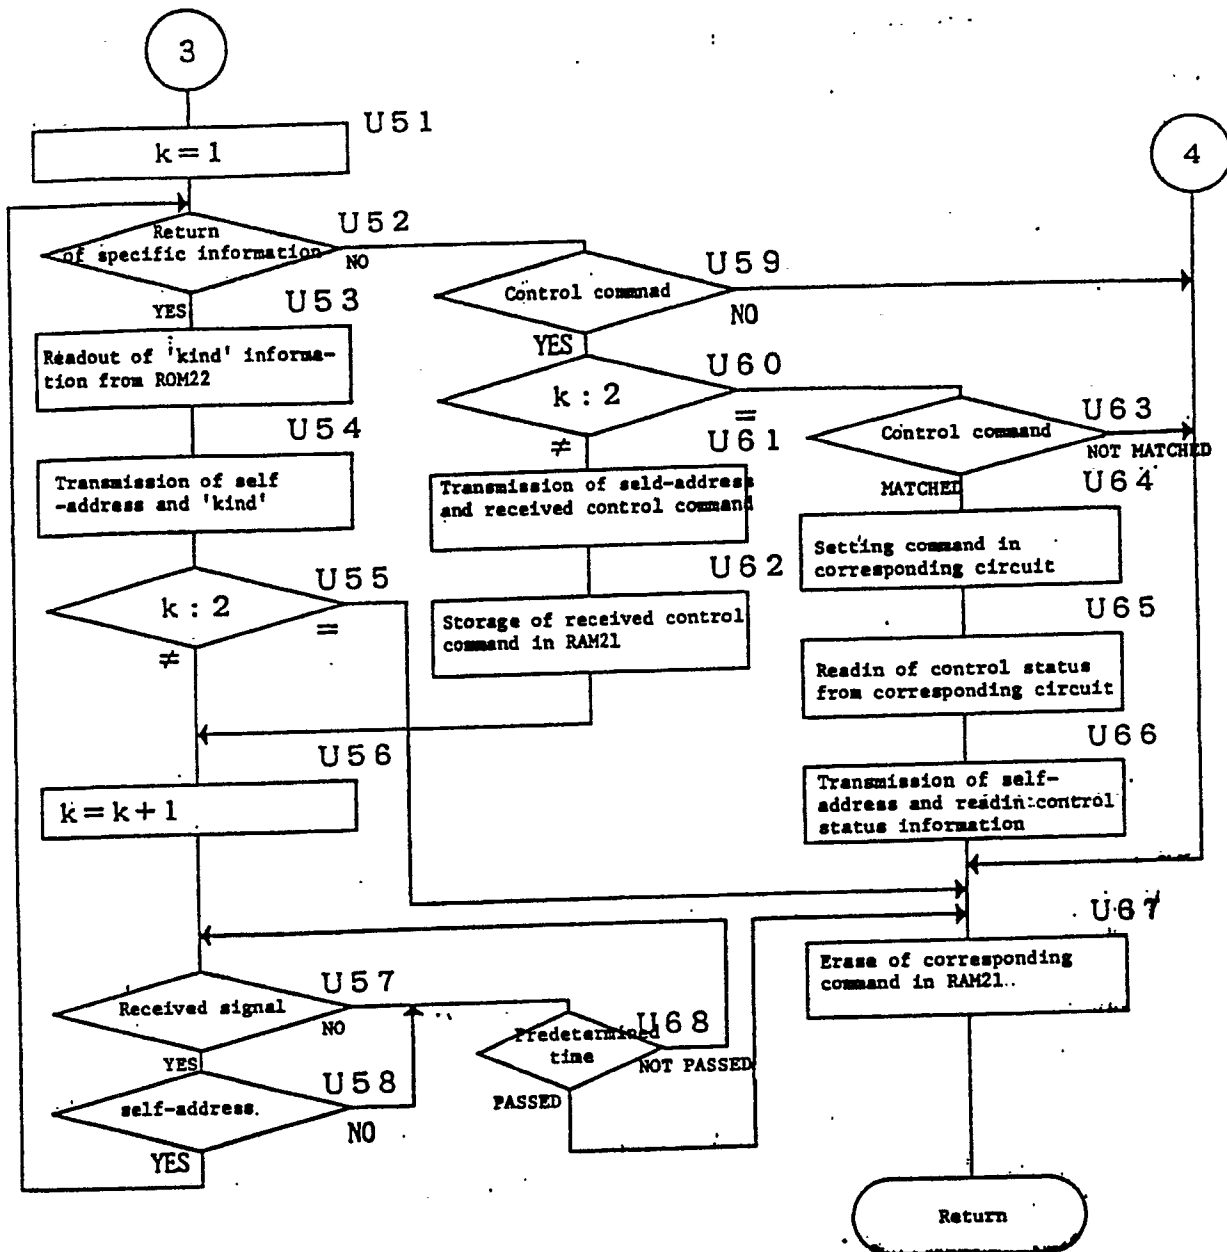 3
U51
k=1
4
U52
Return
of specific information
NO
YES
U53
Readout of 'kind' informa-
tion from ROM22
U54
Transmission of self
-address and 'kind'
U55
k : 2
=
≠
U56
k=k+1
U57
Received signal
NO
YES
U58
self-address.
NO
YES
U59
Control commnad
NO
YES
U60
k : 2
=
≠
U61
Transmission of seld-address
and received control command
U62
Storage of received control
command in RAM21
U63
Control command
NOT MATCHED
MATCHED
U64
Setting command in
corresponding circuit
U65
Readin of control status
from corresponding circuit
U66
Transmission of self-
address and readin control
status information
U67
Erase of corresponding
command in RAM21..
U68
Predetermined
time
NOT PASSED
PASSED
Return